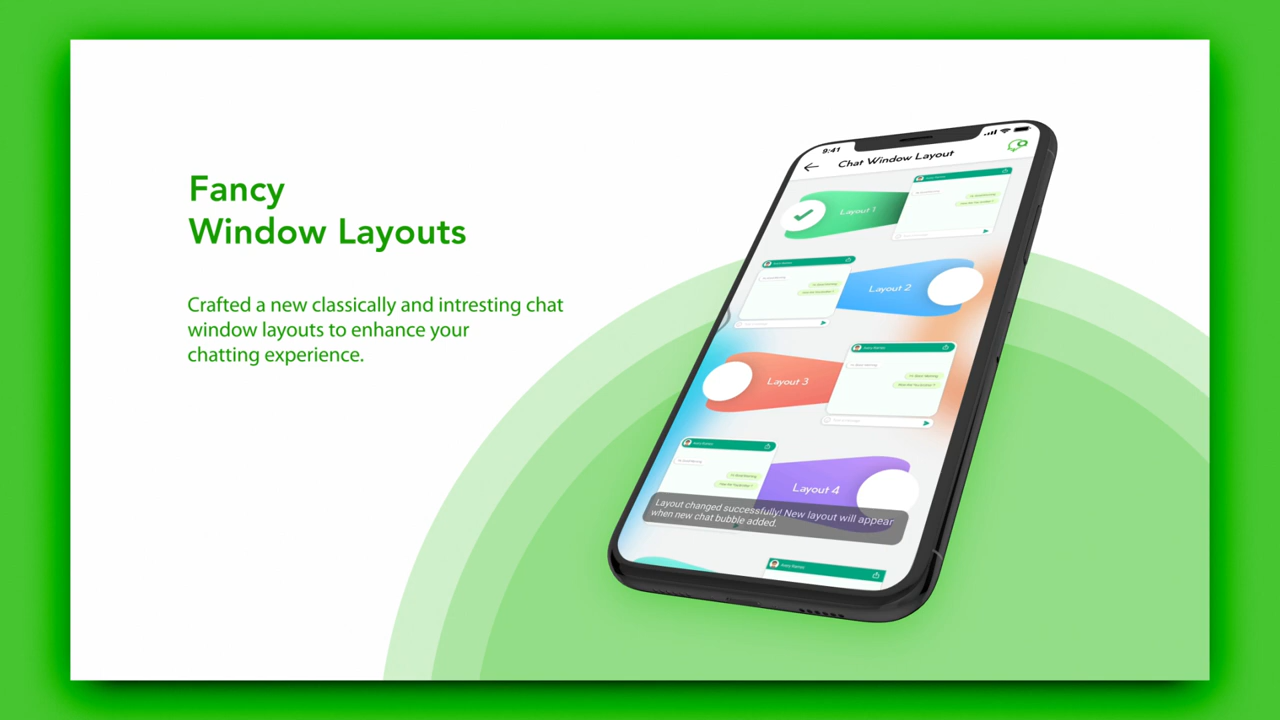 Fancy
Window Layouts
Crafted a new classically and intresting chat
window layouts to enhance your
chatting experience.
9:41
Chat Window Layout
Layout 1
Layout 2
Layout 3
Layout 4
Layout changed successfully! New layout will appear
when new chat bubble added.